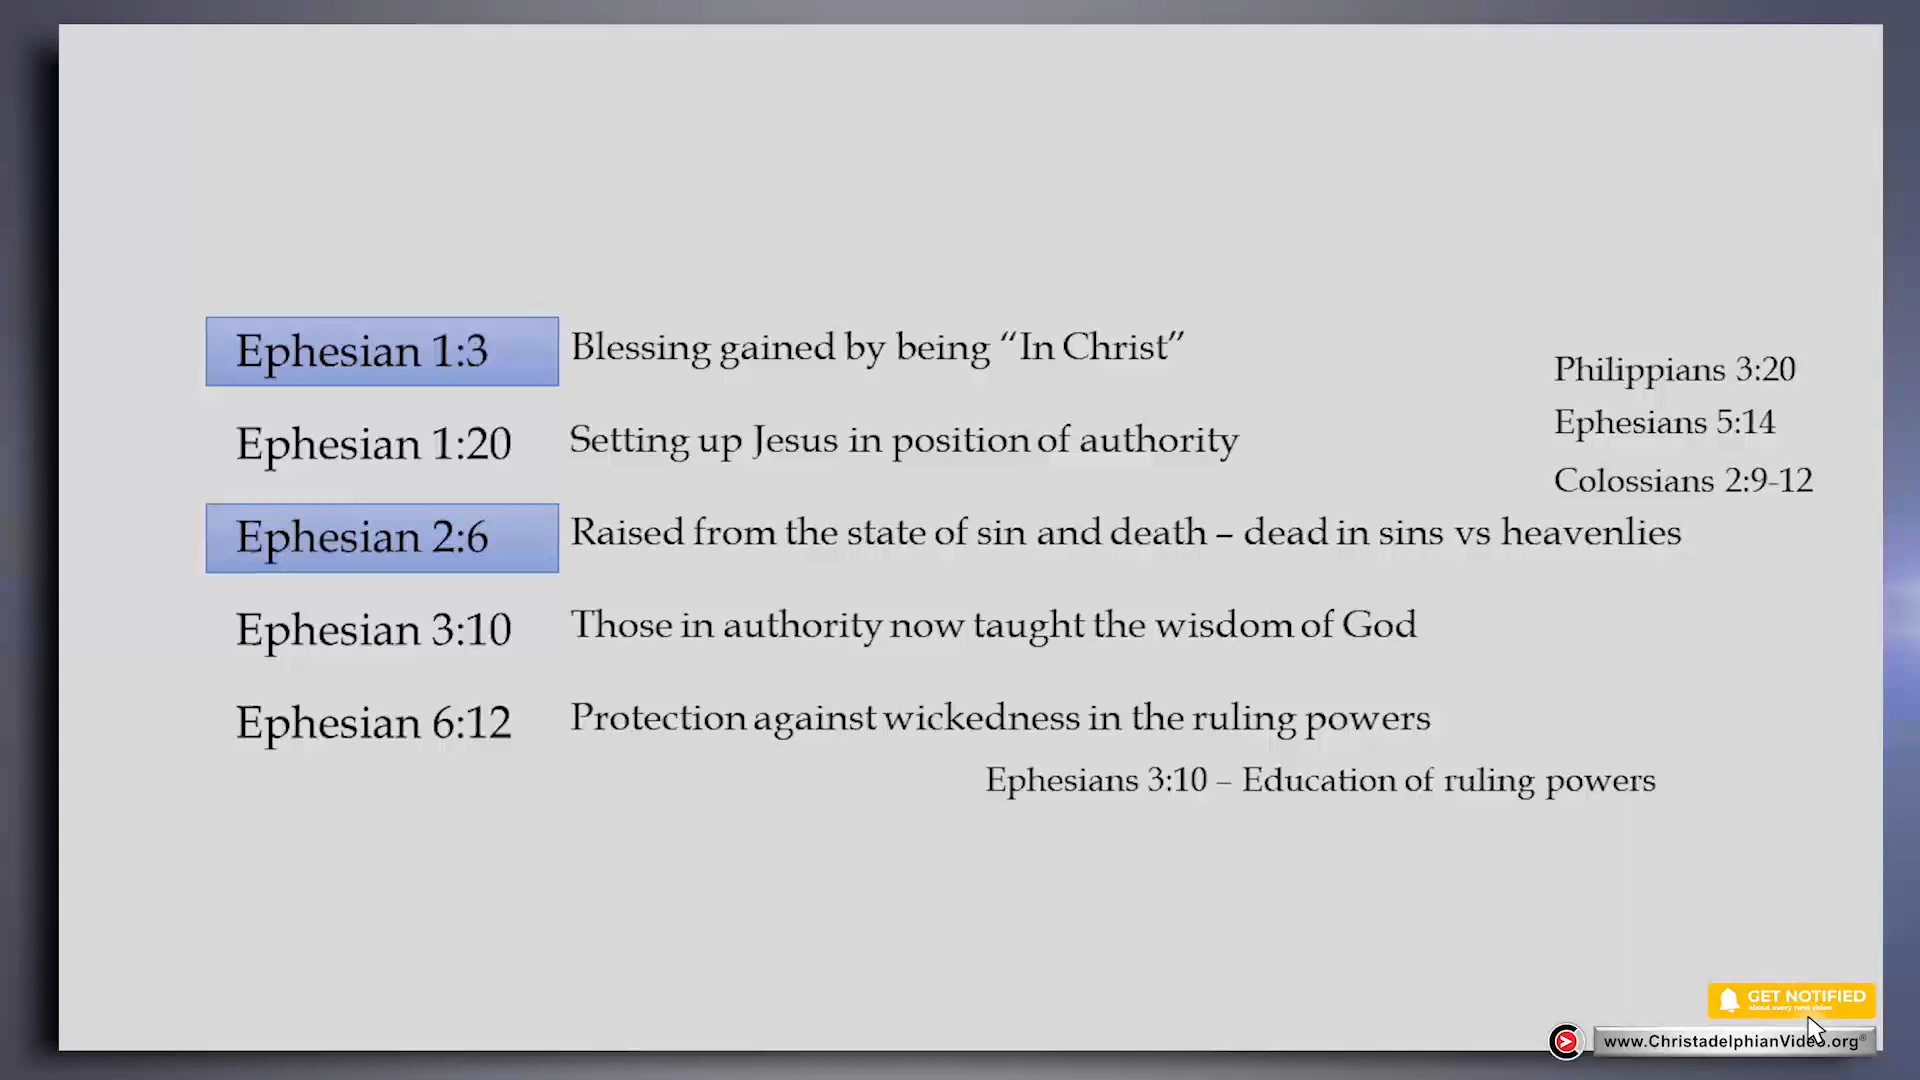 Ephesian 1:3 Blessing gained by being “In Christ”
Philippians 3:20
Ephesians 5:14
Ephesian 1:20 Setting up Jesus in position of authority
Colossians 2:9-12
Ephesian 2:6 Raised from the state of sin and death – dead in sins vs heavenlies
Ephesian 3:10 Those in authority now taught the wisdom of God
Ephesian 6:12 Protection against wickedness in the ruling powers
Ephesians 3:10 – Education of ruling powers
GET NOTIFIED
about every new video
www.ChristadelphianVideo.org®